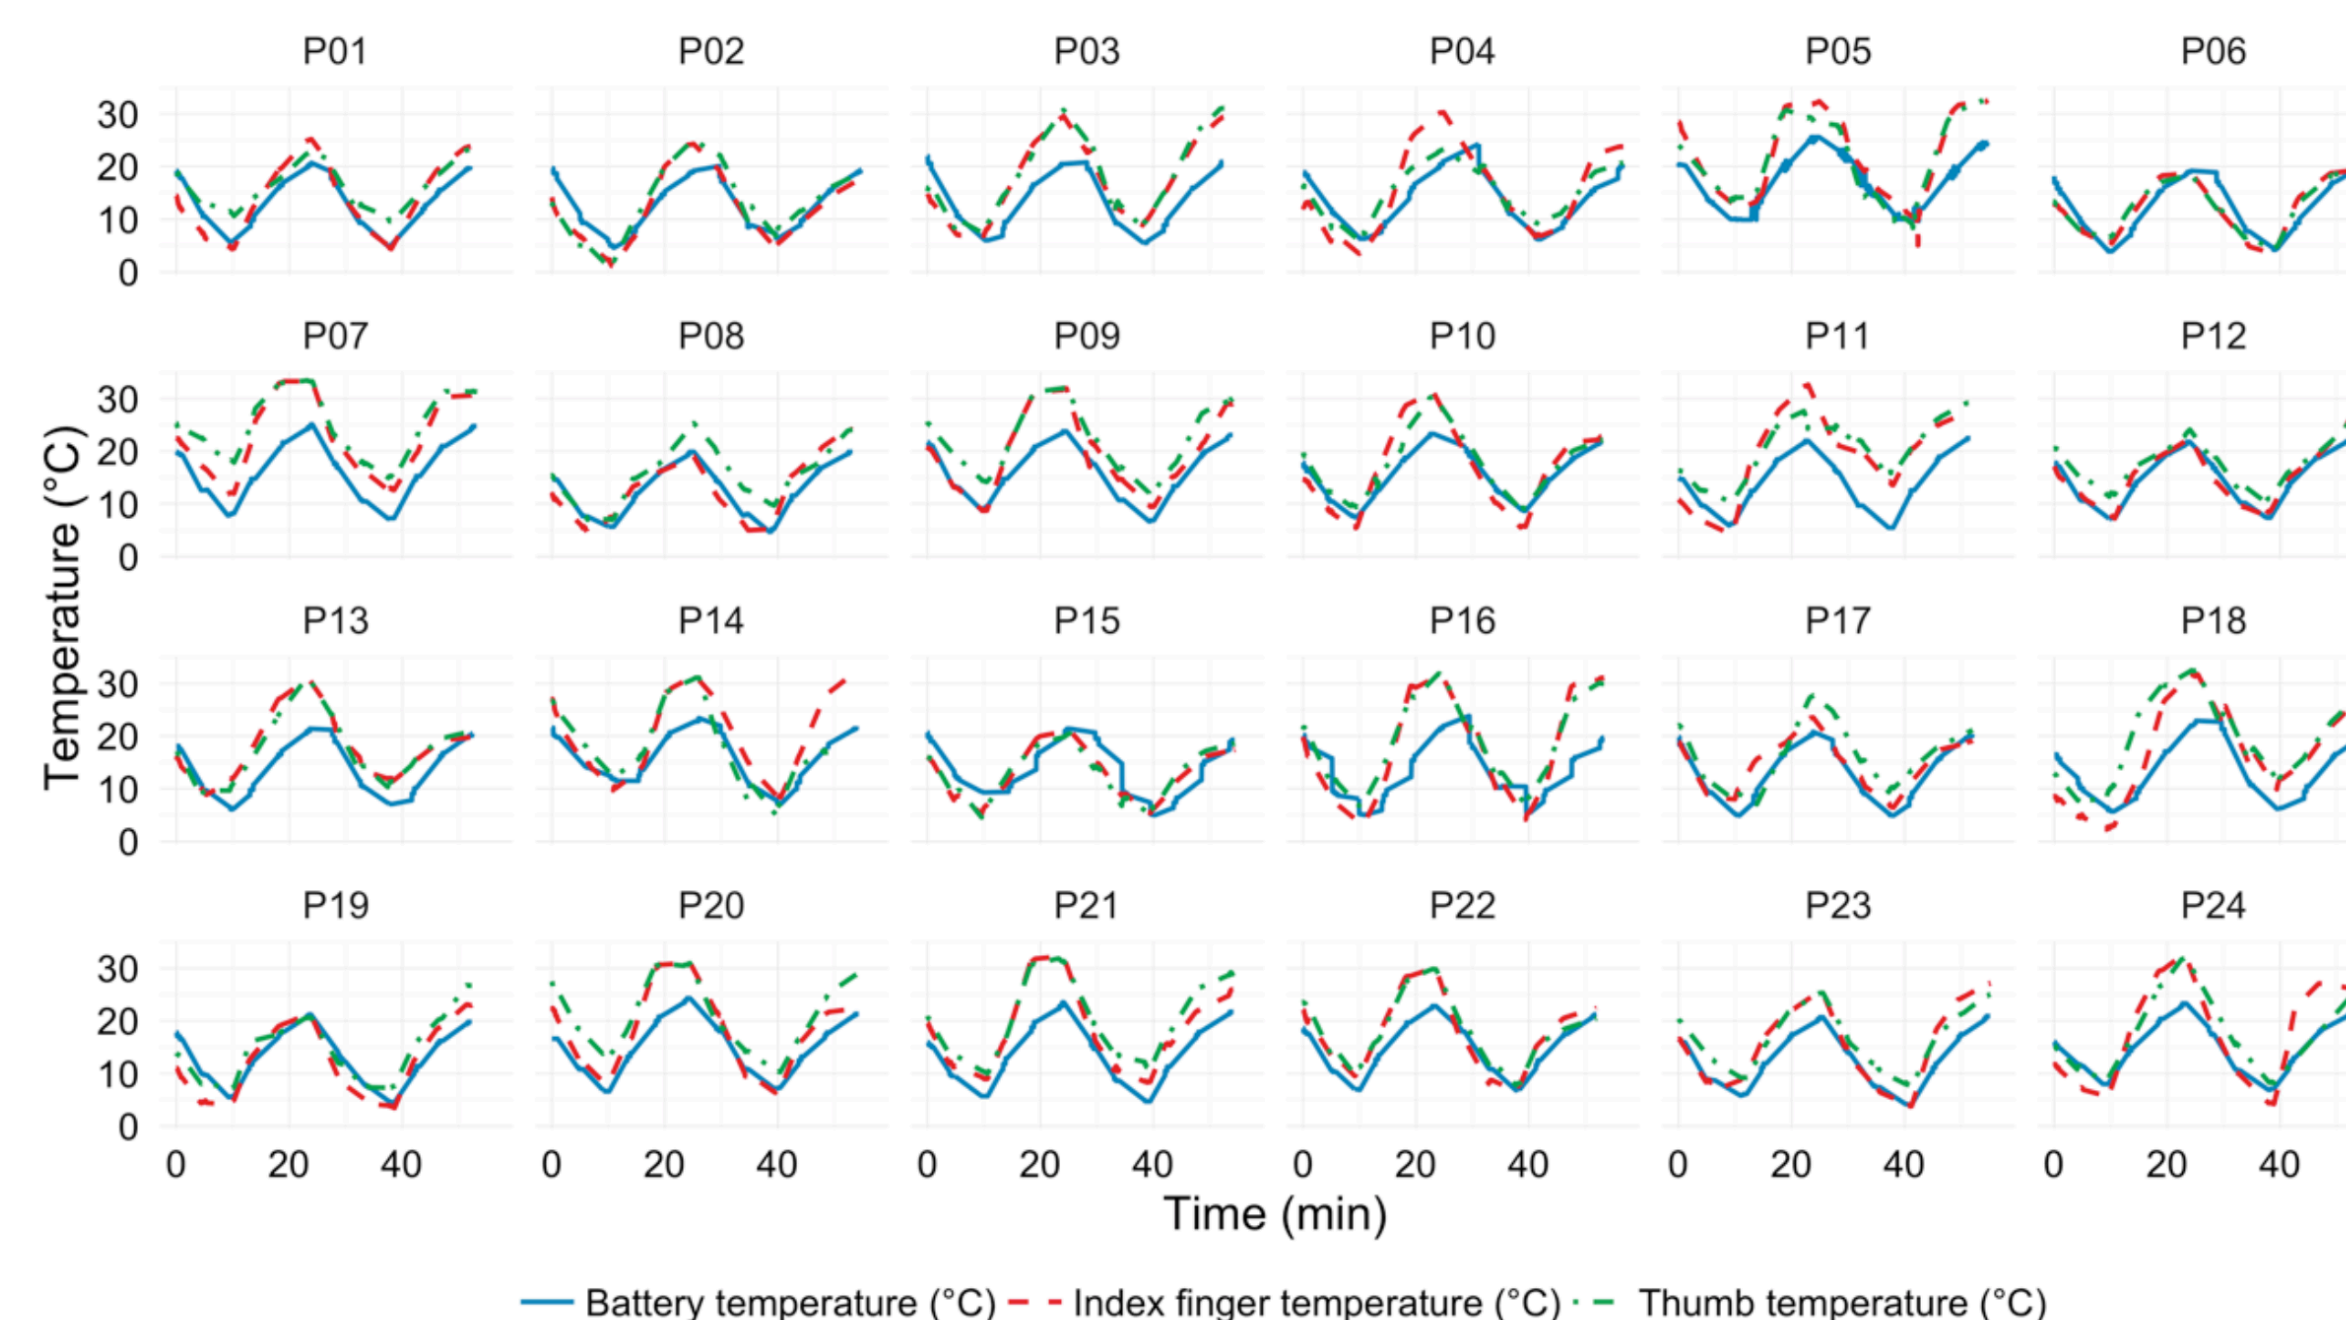 P01 P02 P03 P04 P05 P06
30
20
10
0
P07 P08 P09 P10 P11 P12
30
20
10
0
Temperature (°C)
P13 P14 P15 P16 P17 P18
30
20
10
0
P19 P20 P21 P22 P23 P24
30
20
10
0
0 20 40 0 20 40 0 20 40 0 20 40 0 20 40 0 20 40
Time (min)
Battery temperature (°C) Index finger temperature (°C) Thumb temperature (°C)